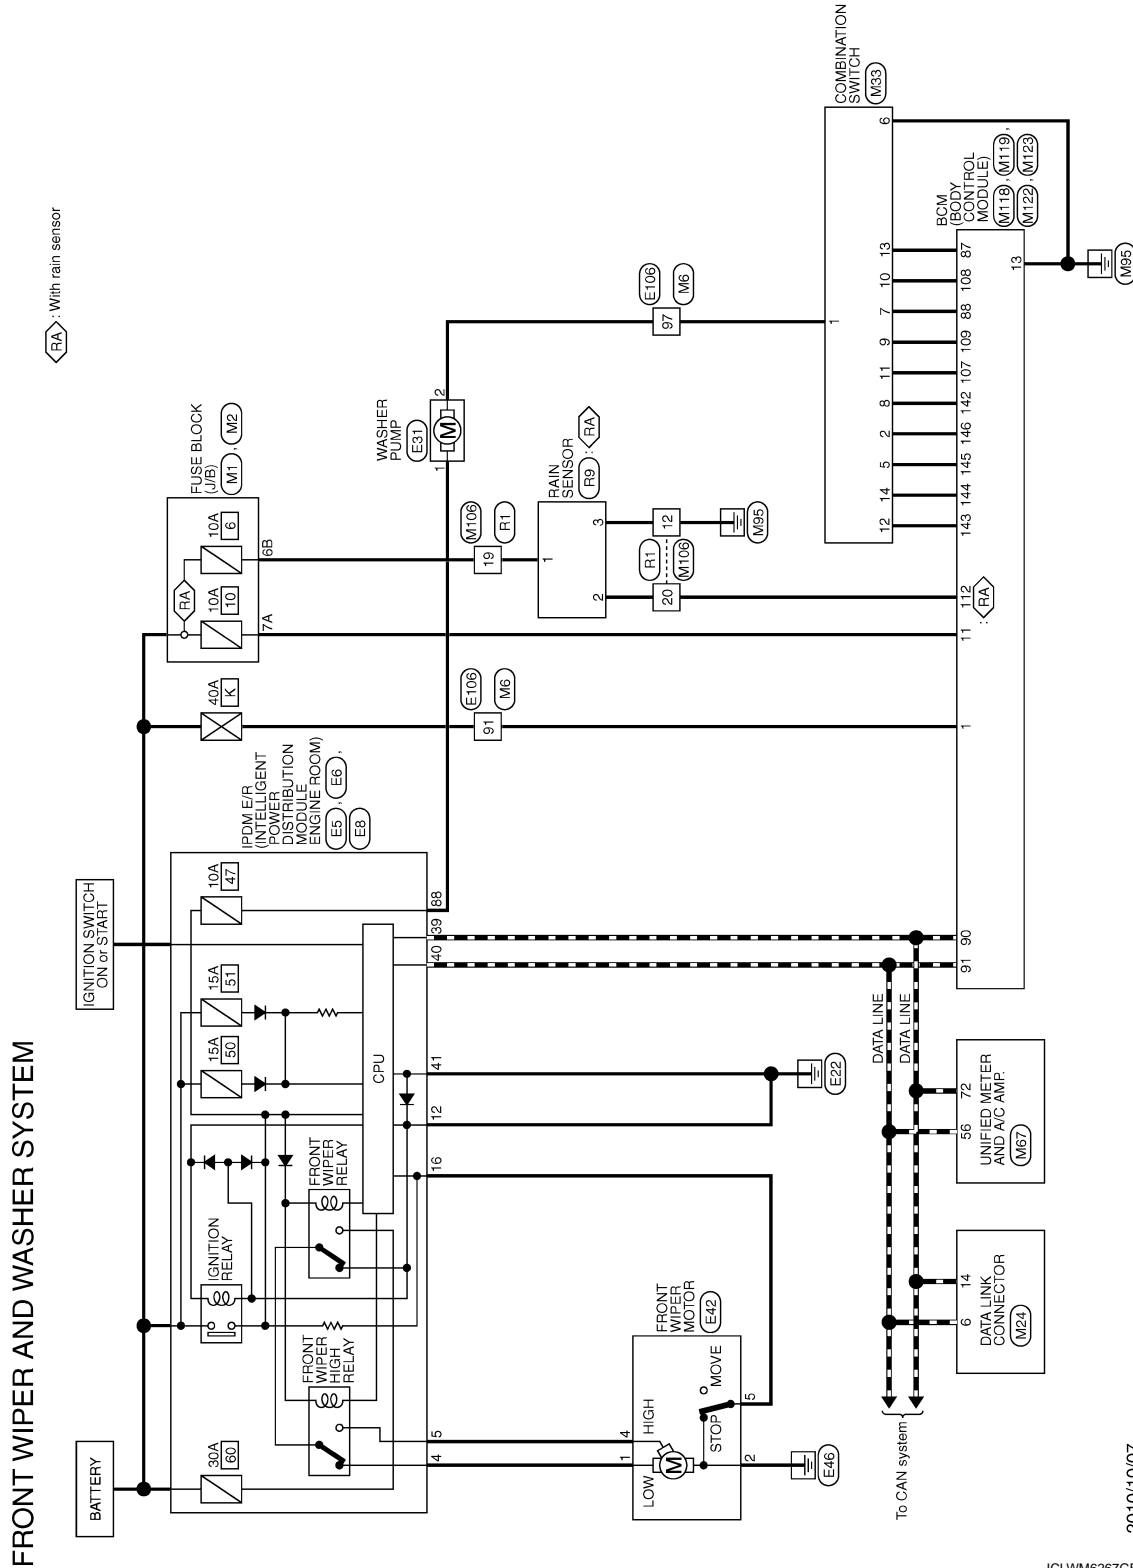 FRONT WIPER AND WASHER SYSTEM
RA : With rain sensor
BATTERY
IGNITION SWITCH
ON or START
30A
60
IGNITION
RELAY
FRONT
WIPER
HIGH
RELAY
FRONT
WIPER
RELAY
15A
50
15A
51
10A
47
CPU
IPDM E/R
(INTELLIGENT
POWER
DISTRIBUTION
MODULE
ENGINE ROOM)
E5 , E6 ,
E8
4
5
16
12
41
40
39
88
40A
K
FUSE BLOCK
(J/B)
M1 , M2
RA
10A
10
10A
6
7A
6B
WASHER
PUMP
E31
1
M
2
91
E106
M6
19
M106
R1
RAIN
SENSOR
R9 : RA
1
2
3
20
12
R1
M106
M95
97
E106
M6
COMBINATION
SWITCH
M33
1
12
14
5
2
8
11
9
7
10
13
6
FRONT
WIPER
MOTOR
E42
1
4
LOW
HIGH
M
STOP
MOVE
2
5
E46
E22
DATA LINE
DATA LINE
To CAN system
BCM
(BODY
CONTROL
MODULE)
M118 , M119 ,
M122 , M123
91
90
1
11
112
: RA
143
144
145
146
142
107
109
88
108
87
13
M95
DATA LINK
CONNECTOR
M24
6
14
UNIFIED METER
AND A/C AMP.
M67
56
72
2010/10/07